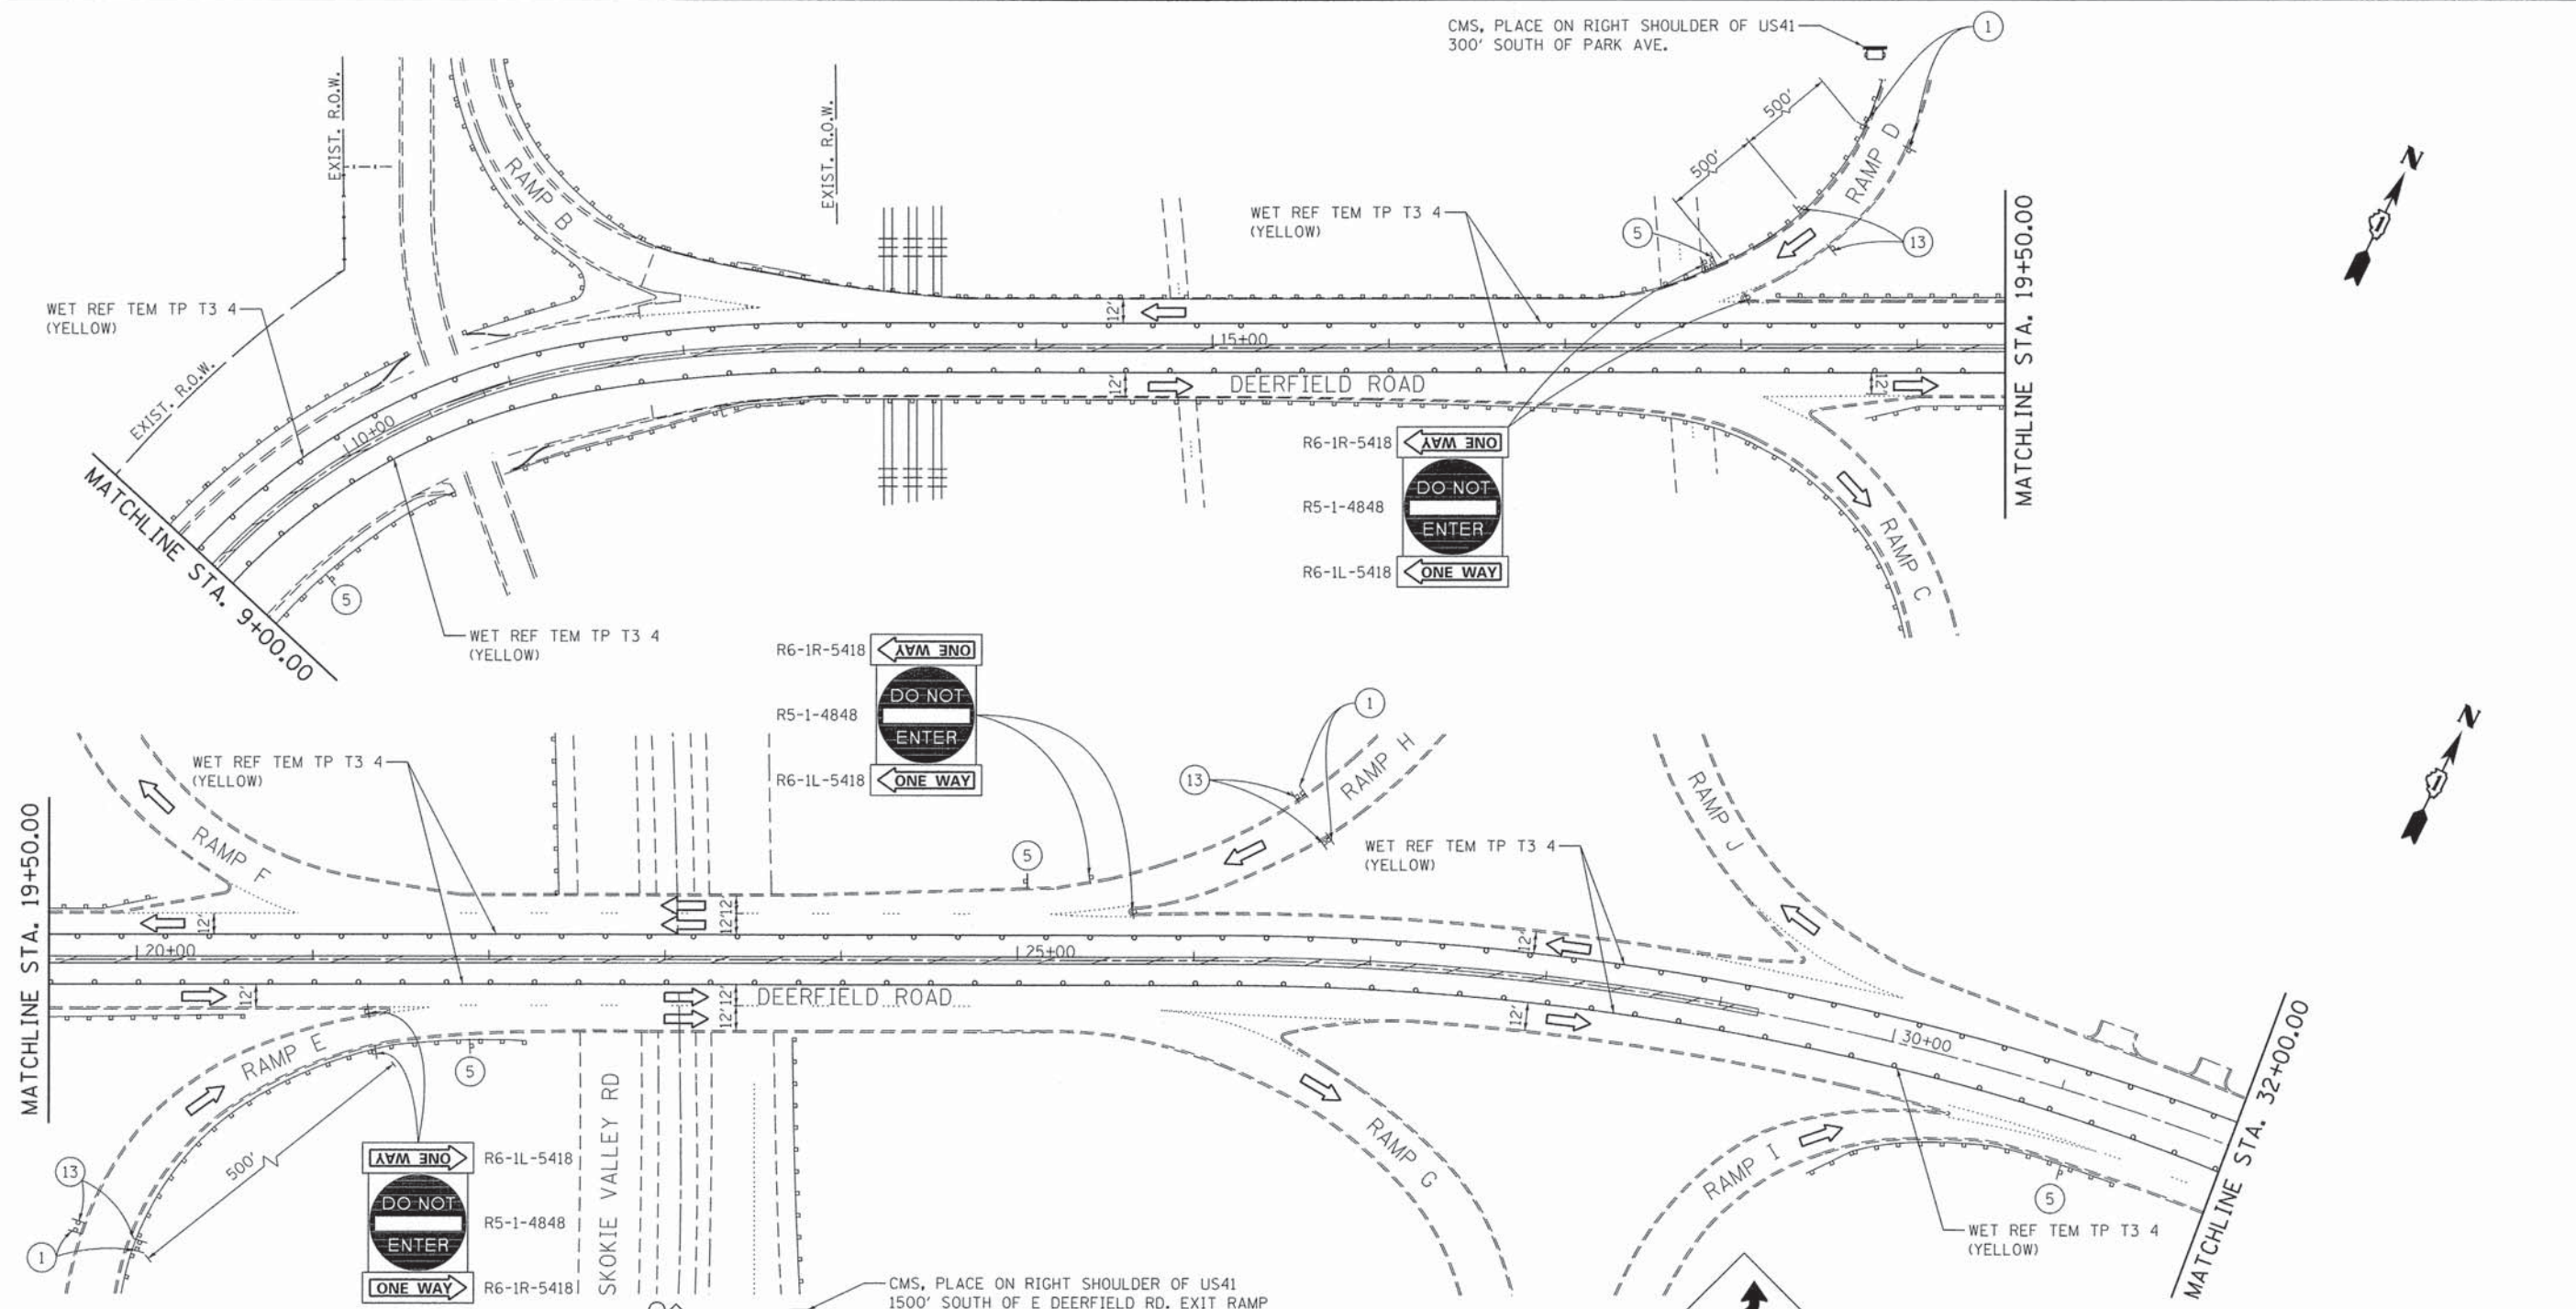 CMS, PLACE ON RIGHT SHOULDER OF US41
300' SOUTH OF PARK AVE.
1
EXIST. R.O.W.
EXIST. R.O.W.
RAMP B
500'
500'
RAMP D
N
WET REF TEM TP T3 4
(YELLOW)
5
13
WET REF TEM TP T3 4
(YELLOW)
EXIST. R.O.W.
12'
15+00
MATCHLINE STA. 19+50.00
10+00
12'
DEERFIELD ROAD
12'
R6-1R-5418
ONE WAY
R5-1-4848
DO NOT
ENTER
R6-1L-5418
ONE WAY
RAMP C
MATCHLINE STA. 9+00.00
5
WET REF TEM TP T3 4
(YELLOW)
R6-1R-5418
ONE WAY
R5-1-4848
DO NOT
ENTER
R6-1L-5418
ONE WAY
1
13
RAMP H
N
WET REF TEM TP T3 4
(YELLOW)
RAMP J
RAMP F
5
WET REF TEM TP T3 4
(YELLOW)
MATCHLINE STA. 19+50.00
12'
12'
12'
20+00
25+00
12'
12'
12'
12'
DEERFIELD ROAD
12'
30+00
RAMP E
5
500'
RAMP G
RAMP I
5
MATCHLINE STA. 32+00.00
13
1
ONE WAY
R6-1L-5418
DO NOT
R5-1-4848
ENTER
ONE WAY
R6-1R-5418
SKOKIE VALLEY RD
WET REF TEM TP T3 4
(YELLOW)
CMS, PLACE ON RIGHT SHOULDER OF US41
1500' SOUTH OF E DEERFIELD RD. EXIT RAMP